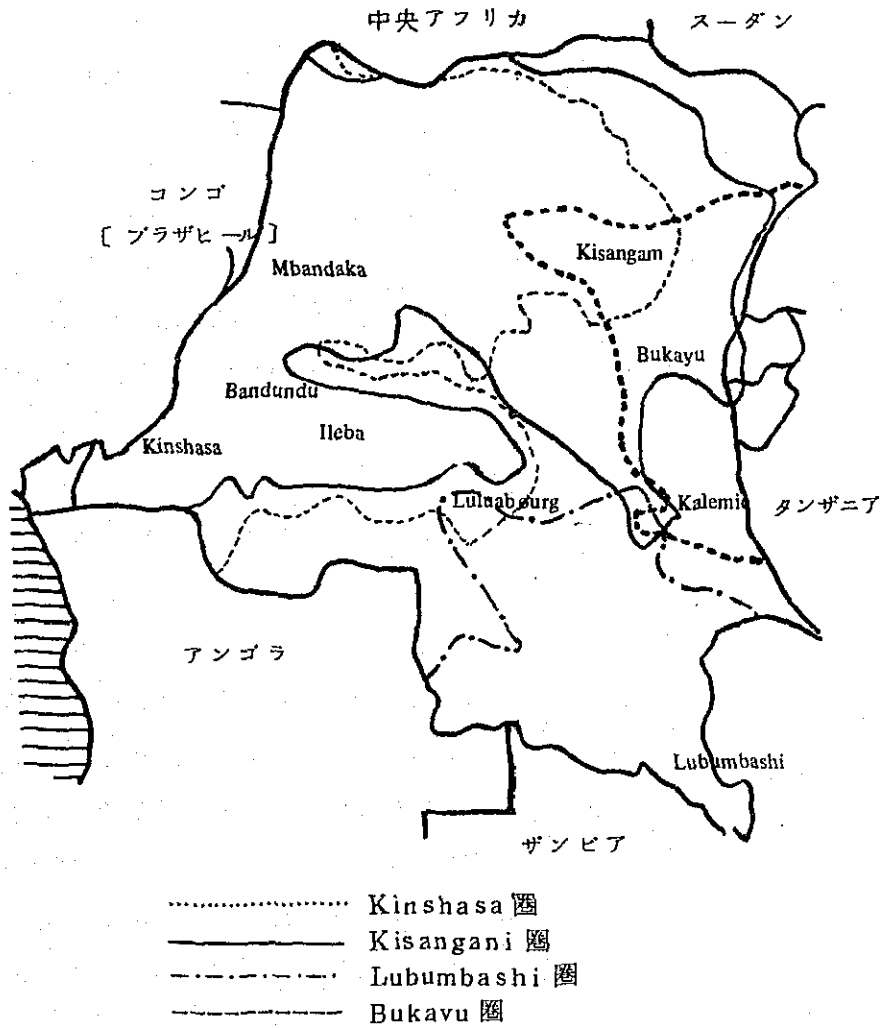 中央アフリカ
スーダン
コンゴ
[ブラザヒール]
Mbandaka
Kisangam
Bukayu
Bandundu
Ileba
Kinshasa
Luluabourg
Kalemie
タンザニア
アンゴラ
Lubumbashi
ザンビア
Kinshasa 圏
Kisangani 圏
Lubumbashi 圏
Bukavu 圏